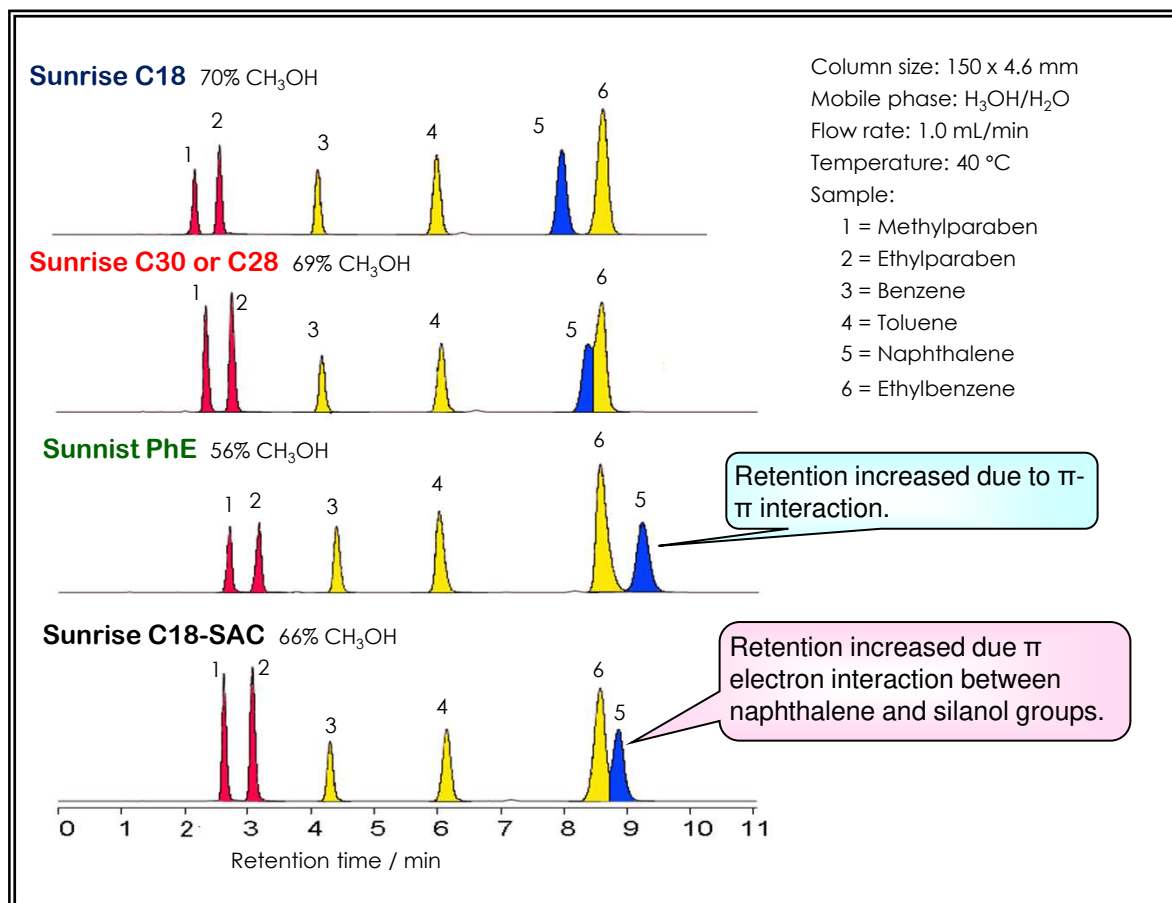 Sunrise C18 70% CH₃OH
1
2
3
4
5
6
Column size: 150 x 4.6 mm
Mobile phase: H₃OH/H₂O
Flow rate: 1.0 mL/min
Temperature: 40 °C
Sample:
1 = Methylparaben
2 = Ethylparaben
3 = Benzene
4 = Toluene
5 = Naphthalene
6 = Ethylbenzene
Sunrise C30 or C28 69% CH₃OH
1
2
3
4
5
6
Sunnist PhE 56% CH₃OH
1
2
3
4
6
5
Retention increased due to π-
π interaction.
Sunrise C18-SAC 66% CH₃OH
1
2
3
4
6
5
Retention increased due π
electron interaction between
naphthalene and silanol groups.
0 1 2 3 4 5 6 7 8 9 10 11
Retention time / min